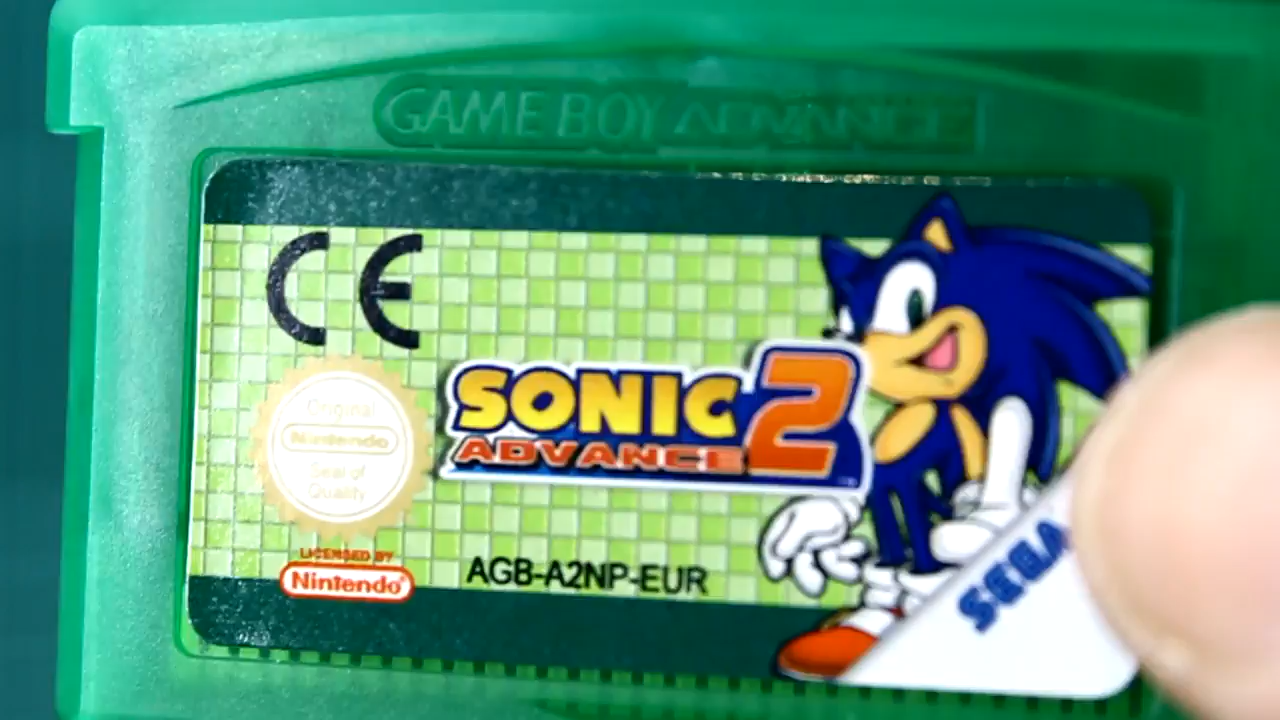 GAME BOY ADVANCE
CE
Original
Nintendo
Seal of
Quality
SONIC
ADVANCE 2
LICENSED BY
Nintendo
AGB-A2NP-EUR
SEGA